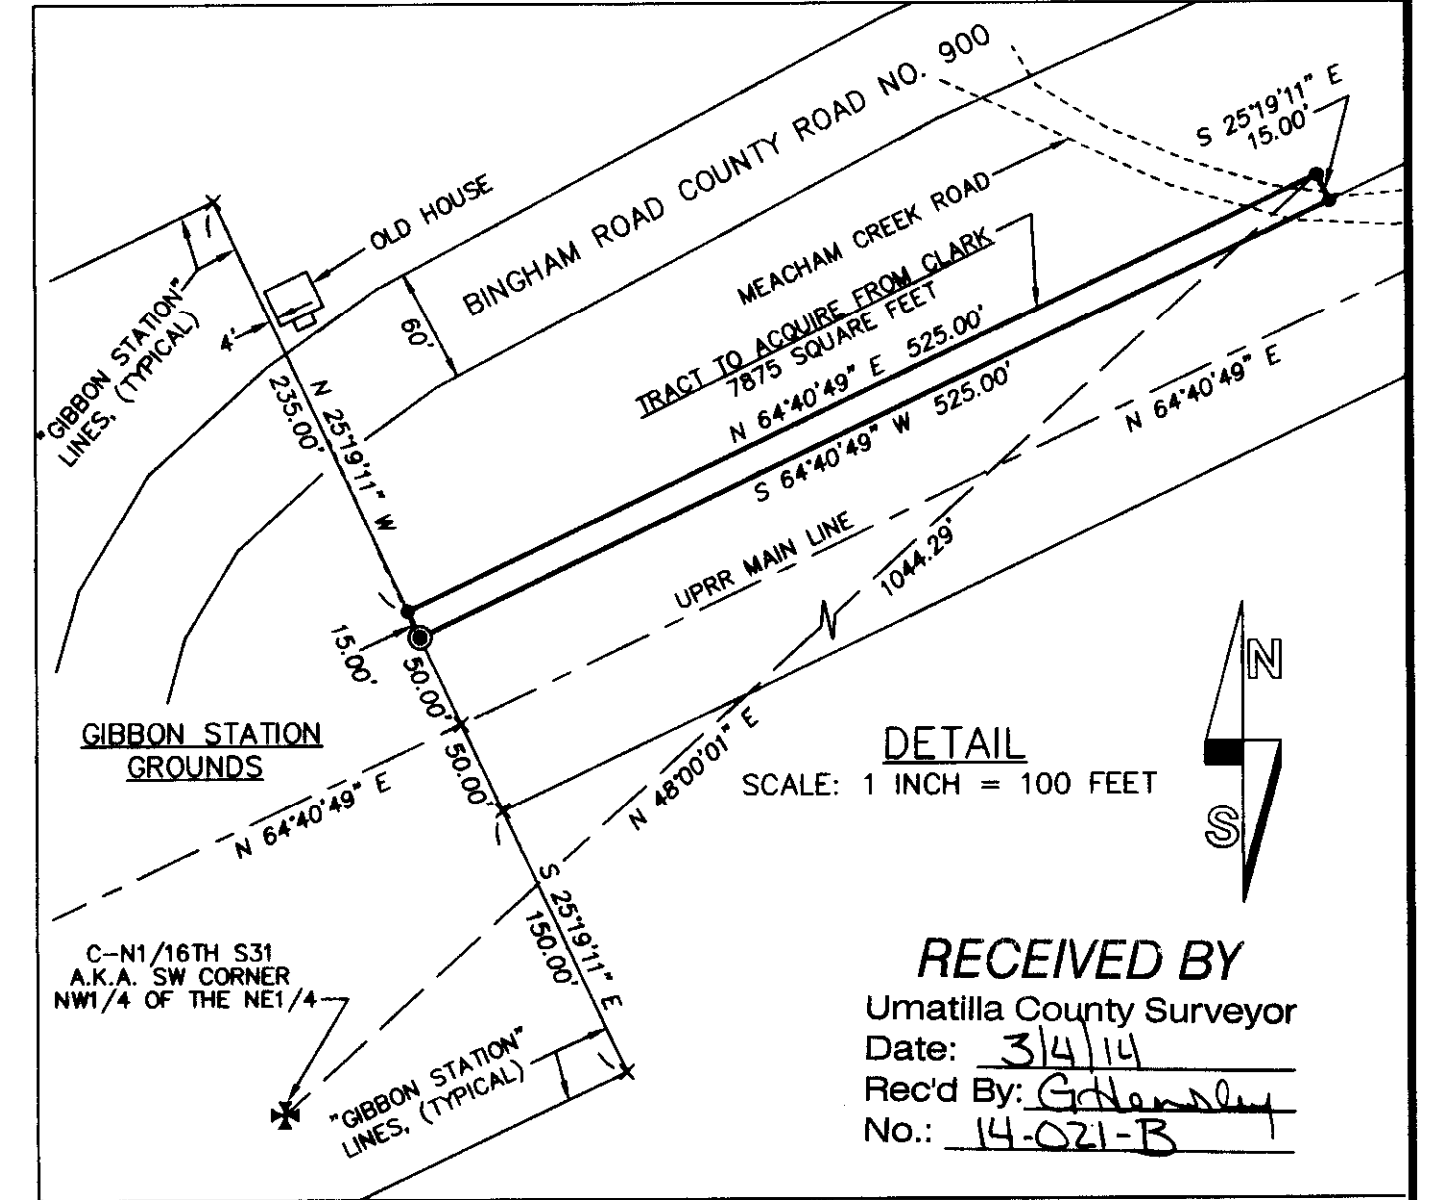 BINGHAM ROAD COUNTY ROAD NO. 900
S 25°19'11" E
15.00'
OLD HOUSE
MEACHAM CREEK ROAD
"GIBBON STATION"
LINES, (TYPICAL)
4'
60'
TRACT TO ACQUIRE FROM CLARK
7875 SQUARE FEET
N 64°40'49" E 525.00'
S 64°40'49" W 525.00'
N 64°40'49" E
N 25°19'11" W
235.00'
UPRR MAIN LINE
1044.29'
15.00'
50.00'
50.00'
GIBBON STATION
GROUNDS
N 64°40'49" E
N 48°00'01" E
DETAIL
SCALE: 1 INCH = 100 FEET
N
S
S 25°19'11" E
150.00'
C-N1/16TH S31
A.K.A. SW CORNER
NW1/4 OF THE NE1/4
"GIBBON STATION"
LINES, (TYPICAL)
RECEIVED BY
Umatilla County Surveyor
Date: 3/4/14
Rec'd By: GHensley
No.: 14-021-B